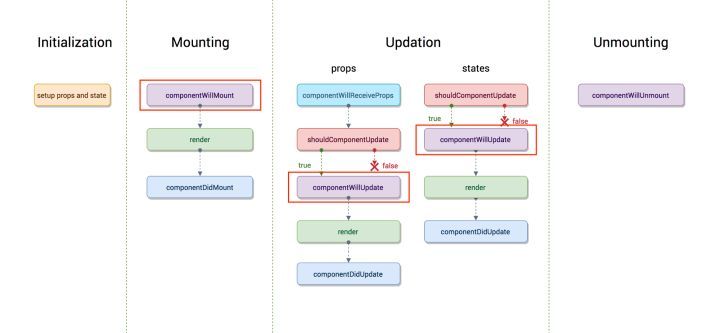 Initialization
Mounting
Updation
Unmounting
props
states
setup props and state
componentWillMount
componentWillReceiveProps
shouldComponentUpdate
componentWillUnmount
true
false
render
shouldComponentUpdate
componentWillUpdate
true
false
componentDidMount
componentWillUpdate
render
render
componentDidUpdate
componentDidUpdate